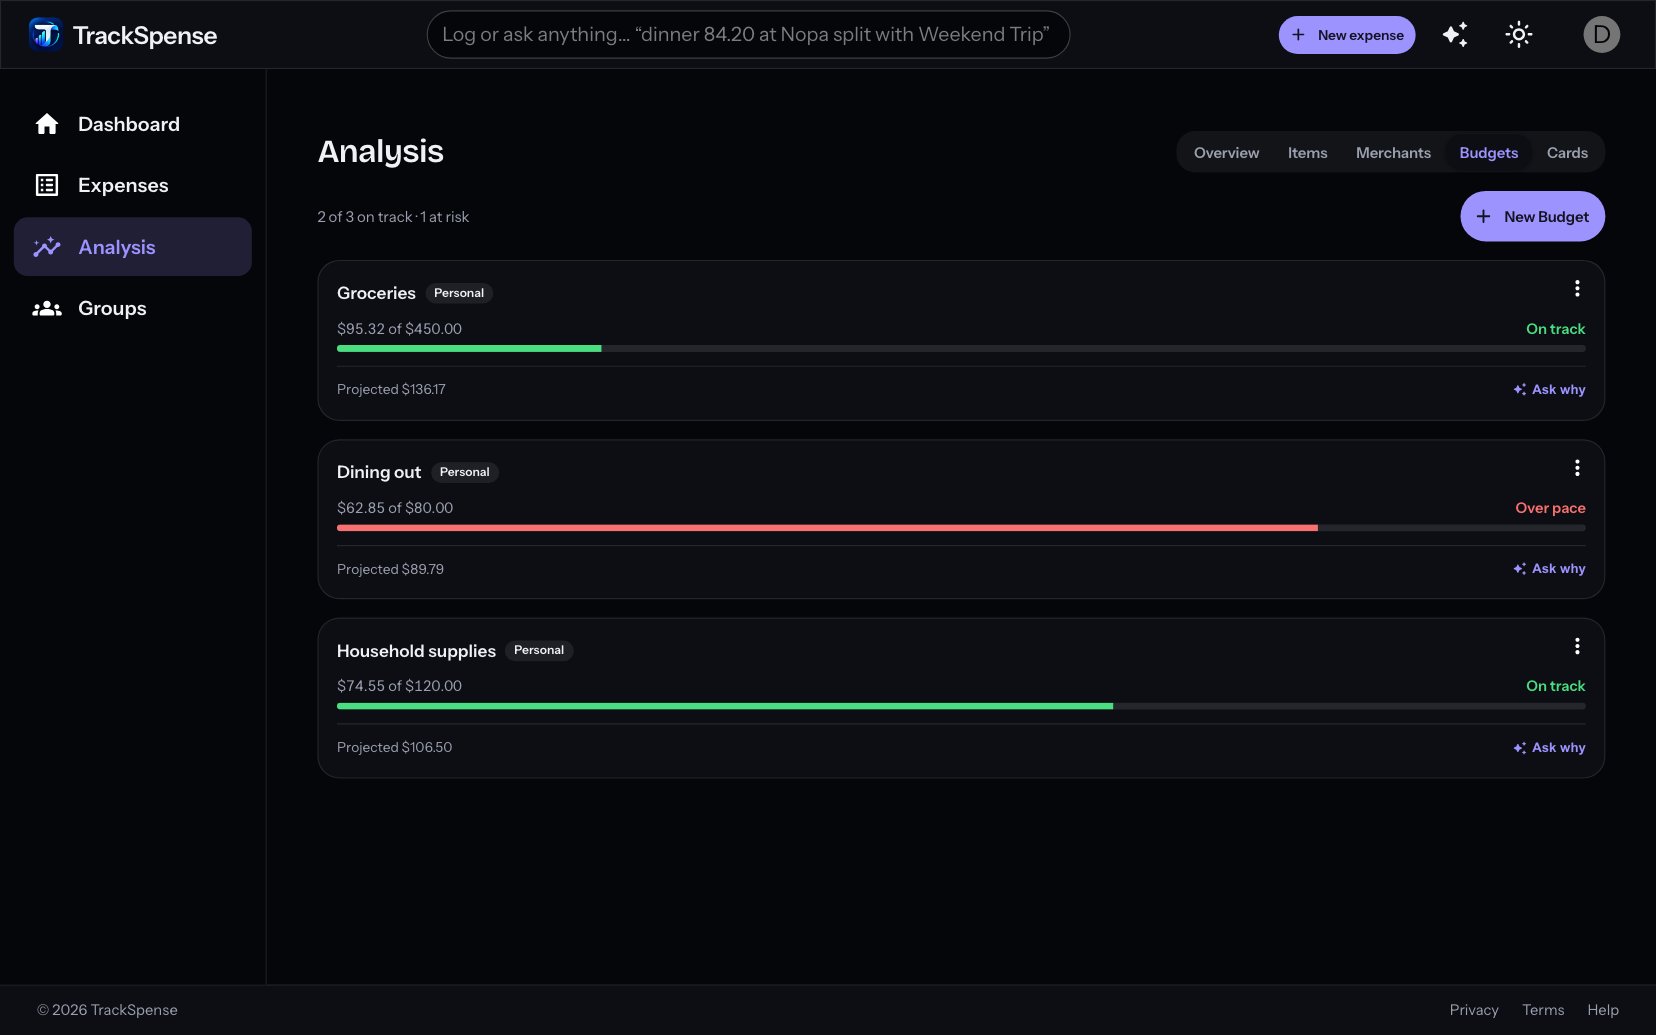 TrackSpense
Log or ask anything... “dinner 84.20 at Nopa split with Weekend Trip”
+ New expense
D
Dashboard
Expenses
Analysis
Groups
Analysis
Overview Items Merchants Budgets Cards
2 of 3 on track · 1 at risk
+ New Budget
Groceries Personal
$95.32 of $450.00
On track
Projected $136.17
Ask why
Dining out Personal
$62.85 of $80.00
Over pace
Projected $89.79
Ask why
Household supplies Personal
$74.55 of $120.00
On track
Projected $106.50
Ask why
© 2026 TrackSpense
Privacy Terms Help